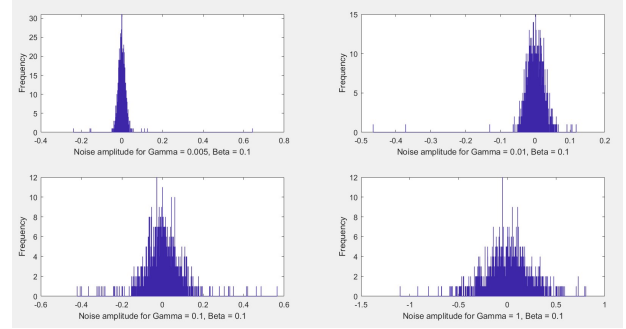 30
25
20
15
10
5
0
Frequency
-0.4 -0.2 0 0.2 0.4 0.6 0.8
Noise amplitude for Gamma = 0.005, Beta = 0.1
15
10
5
0
Frequency
-0.5 -0.4 -0.3 -0.2 -0.1 0 0.1 0.2
Noise amplitude for Gamma = 0.01, Beta = 0.1
12
10
8
6
4
2
0
Frequency
-0.6 -0.4 -0.2 0 0.2 0.4 0.6
Noise amplitude for Gamma = 0.1, Beta = 0.1
12
10
8
6
4
2
0
Frequency
-1.5 -1 -0.5 0 0.5 1
Noise amplitude for Gamma = 1, Beta = 0.1